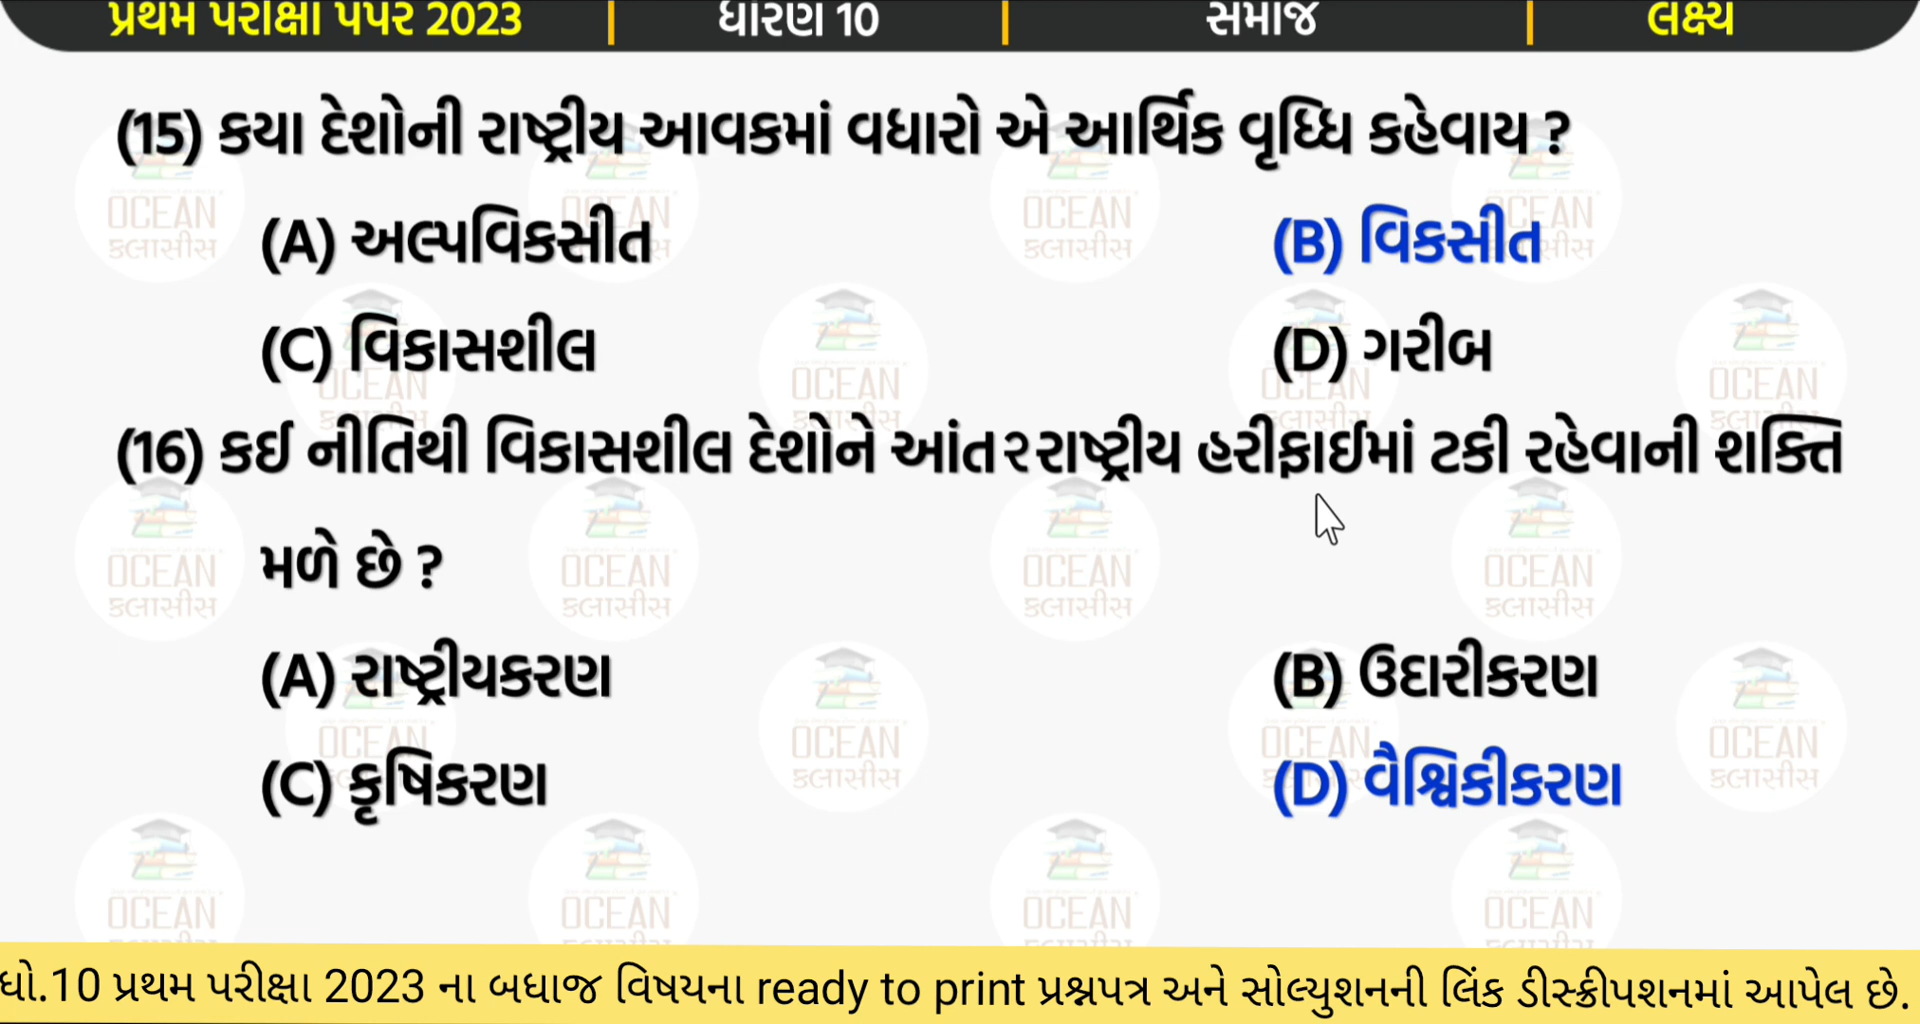 પ્રથમ પરીક્ષા પેપર 2023 | ધોરણ 10 | સમાજ | લક્ષ્ય
(15) કયા દેશોની રાષ્ટ્રીય આવકમાં વધારો એ આર્થિક વૃધ્ધિ કહેવાય ?
(A) અલ્પવિકસીત (B) વિકસીત
(C) વિકાસશીલ (D) ગરીબ
(16) કઈ નીતિથી વિકાસશીલ દેશોને આંતરરાષ્ટ્રીય હરીફાઈમાં ટકી રહેવાની શક્તિ
મળે છે ?
(A) રાષ્ટ્રીયકરણ (B) ઉદારીકરણ
(C) કૃષિકરણ (D) વૈશ્વિકીકરણ
OCEAN
ક્લાસીસ
ધો.10 પ્રથમ પરીક્ષા 2023 ના બધાજ વિષયના ready to print પ્રશ્નપત્ર અને સોલ્યુશનની લિંક ડીસ્ક્રીપશનમાં આપેલ છે.